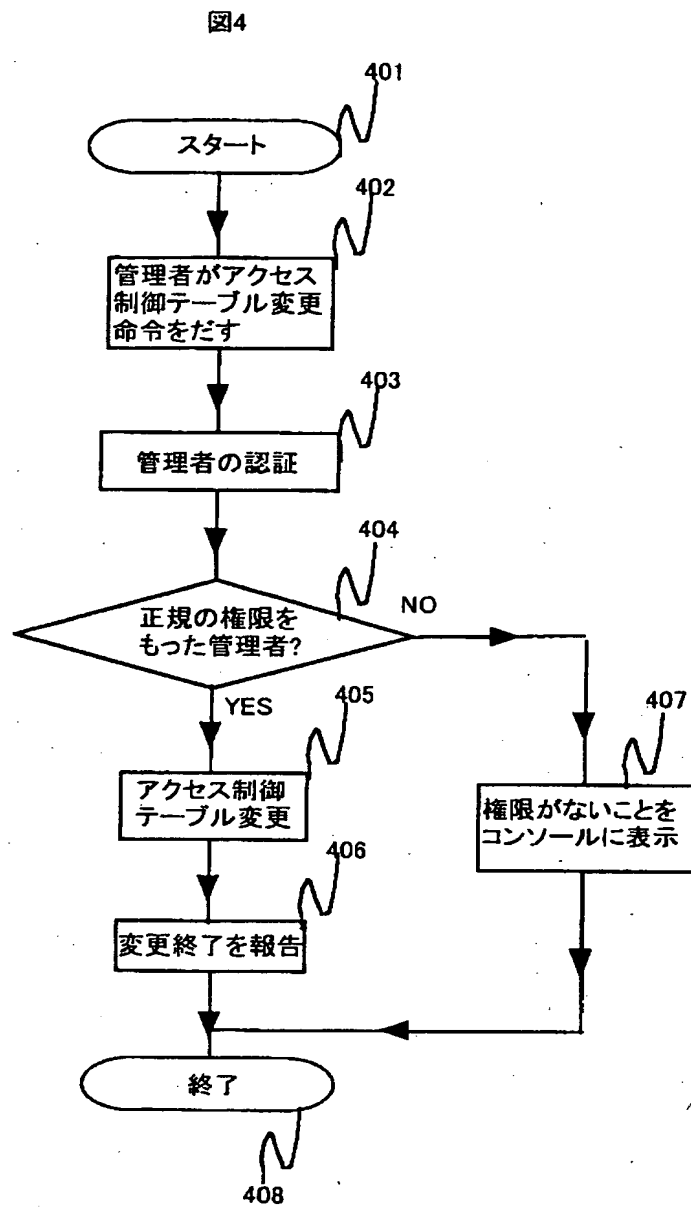 図4
401
スタート
402
管理者がアクセス
制御テーブル変更
命令をだす
403
管理者の認証
404
正規の権限を
もった管理者?
NO
YES
405
アクセス制御
テーブル変更
407
権限がないことを
コンソールに表示
406
変更終了を報告
終了
408